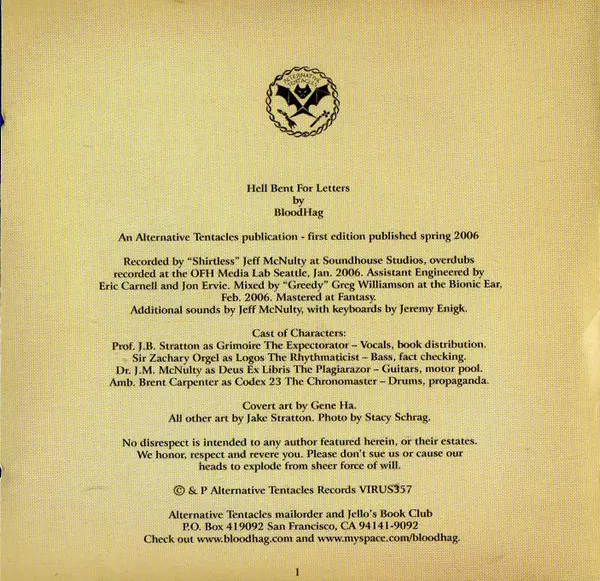 ALTERNATIVE
TENTACLES
Hell Bent For Letters
by
BloodHag
An Alternative Tentacles publication - first edition published spring 2006
Recorded by “Shirtless” Jeff McNulty at Soundhouse Studios, overdubs
recorded at the OFH Media Lab Seattle, Jan. 2006. Assistant Engineered by
Eric Carnell and Jon Ervie. Mixed by “Greedy” Greg Williamson at the Bionic Ear,
Feb. 2006. Mastered at Fantasy.
Additional sounds by Jeff McNulty, with keyboards by Jeremy Enigk.
Cast of Characters:
Prof. J.B. Stratton as Grimoire The Expectorator – Vocals, book distribution.
Sir Zachary Orgel as Logos The Rhythmaticist – Bass, fact checking.
Dr. J.M. McNulty as Deus Ex Libris The Plagiarazor – Guitars, motor pool.
Amb. Brent Carpenter as Codex 23 The Chronomaster – Drums, propaganda.
Covert art by Gene Ha.
All other art by Jake Stratton. Photo by Stacy Schrag.
No disrespect is intended to any author featured herein, or their estates.
We honor, respect and revere you. Please don’t sue us or cause our
heads to explode from sheer force of will.
© & P Alternative Tentacles Records VIRUS357
Alternative Tentacles mailorder and Jello’s Book Club
P.O. Box 419092 San Francisco, CA 94141-9092
Check out www.bloodhag.com and www.myspace.com/bloodhag.
1